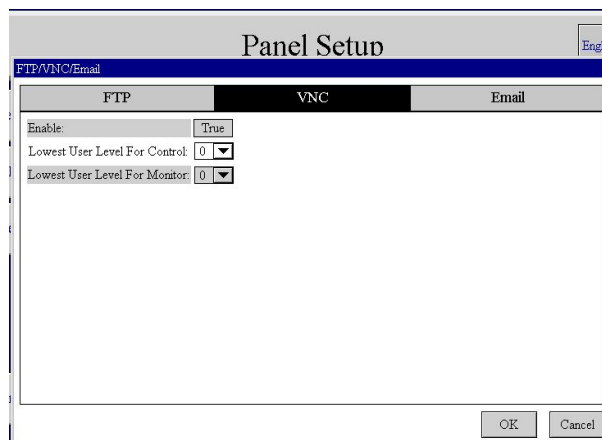 Panel Setup
Engl
FTP/VNC/Email
FTP
VNC
Email
Enable:
True
Lowest User Level For Control:
0
Lowest User Level For Monitor:
0
OK
Cancel